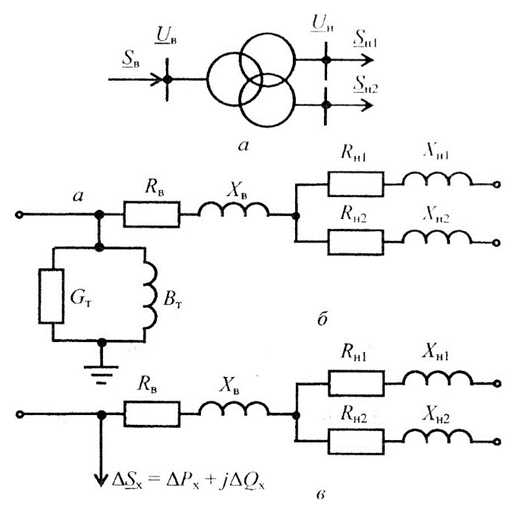 U̲в U̲н
S̲в S̲н1
S̲н2
а
а Rв Xв Rн1 Xн1
Rн2 Xн2
Gт Bт
б
Rв Xв Rн1 Xн1
Rн2 Xн2
ΔS̲х = ΔPх + jΔQх
в